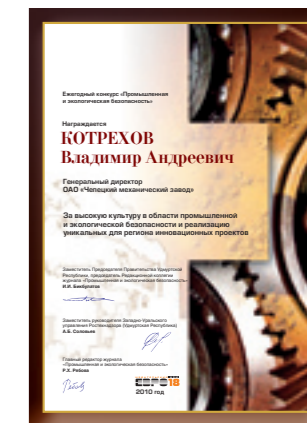 Ежегодный конкурс «Промышленная
и экологическая безопасность»
Награждается
КОТРЕХОВ
Владимир Андреевич
Генеральный директор
ОАО «Чепецкий механический завод»
За высокую культуру в области промышленной
и экологической безопасности и реализацию
уникальных для региона инновационных проектов
Заместитель Председателя Правительства Удмуртской
Республики, председатель Редакционной коллегии
журнала «Промышленная и экологическая безопасность»
И.И. Бикбулатов
Заместитель руководителя Западно-Уральского
управления Ростехнадзора (Удмуртская Республика)
А.Б. Соловьев
Главный редактор журнала
«Промышленная и экологическая безопасность»
Р.Х. Рябова
18
2010 год